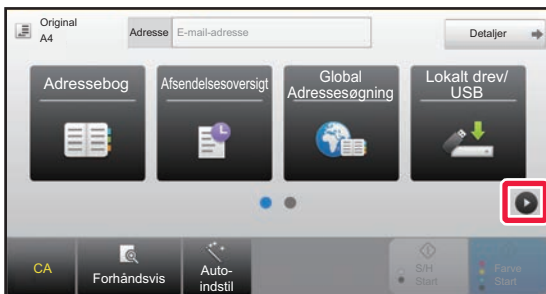 Original
A4
Adresse
E-mail-adresse
Detaljer
Adressebog
Afsendelsesoversigt
Global
Adressesøgning
Lokalt drev/
USB
CA
Forhåndsvis
Auto-
indstil
S/H
Start
Farve
Start